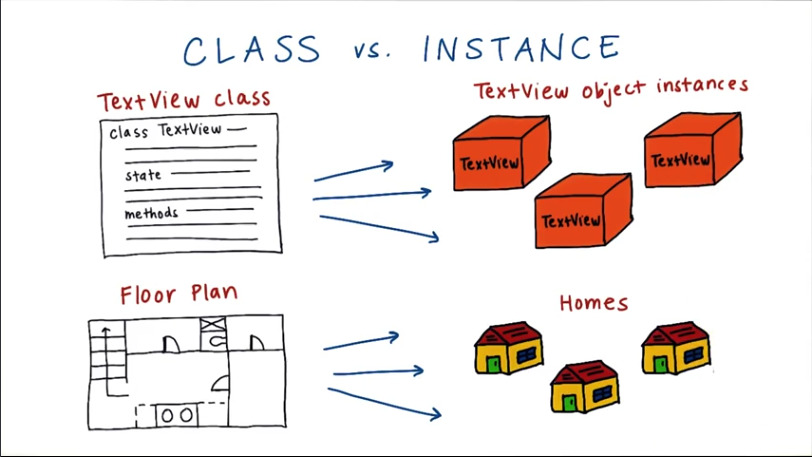 CLASS vs. INSTANCE
TextView class
TextView object instances
class TextView
state
methods
TextView
TextView
TextView
Floor Plan
Homes